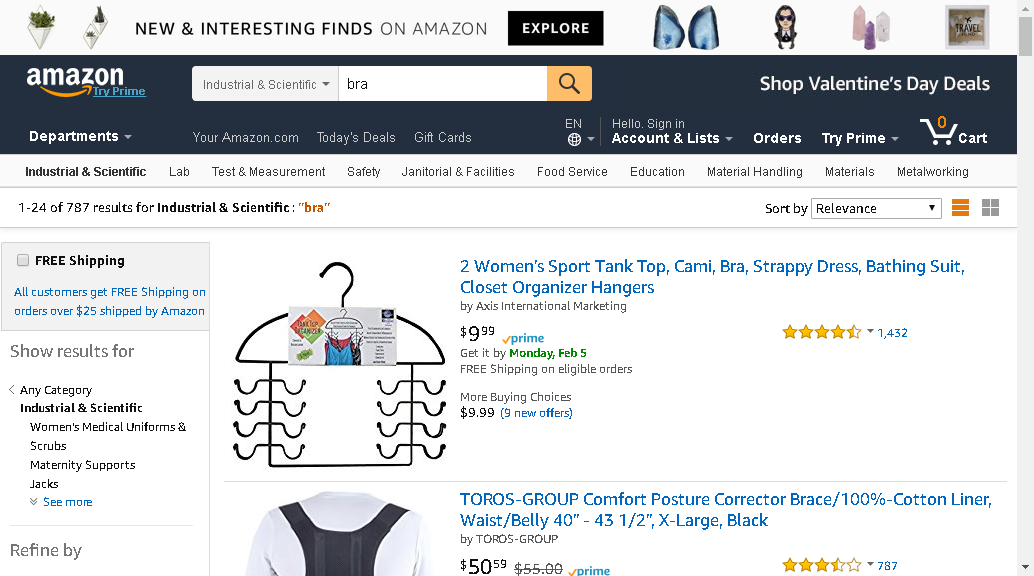 NEW & INTERESTING FINDS ON AMAZON EXPLORE
TRAVEL
amazon
Try Prime
Industrial & Scientific bra
Shop Valentine's Day Deals
Departments Your Amazon.com Today's Deals Gift Cards
EN
Hello. Sign in
Account & Lists Orders Try Prime 0 Cart
Industrial & Scientific Lab Test & Measurement Safety Janitorial & Facilities Food Service Education Material Handling Materials Metalworking
1-24 of 787 results for Industrial & Scientific : "bra"
Sort by Relevance
FREE Shipping
All customers get FREE Shipping on
orders over $25 shipped by Amazon
Show results for
Any Category
Industrial & Scientific
Women's Medical Uniforms &
Scrubs
Maternity Supports
Jacks
See more
Refine by
TANK TOP
ORGANIZER
2 Women's Sport Tank Top, Cami, Bra, Strappy Dress, Bathing Suit,
Closet Organizer Hangers
by Axis International Marketing
$9 99 prime
1,432
Get it by Monday, Feb 5
FREE Shipping on eligible orders
More Buying Choices
$9.99 (9 new offers)
TOROS-GROUP Comfort Posture Corrector Brace/100%-Cotton Liner,
Waist/Belly 40" - 43 1/2", X-Large, Black
by TOROS-GROUP
$50 59 $55.00 prime
787